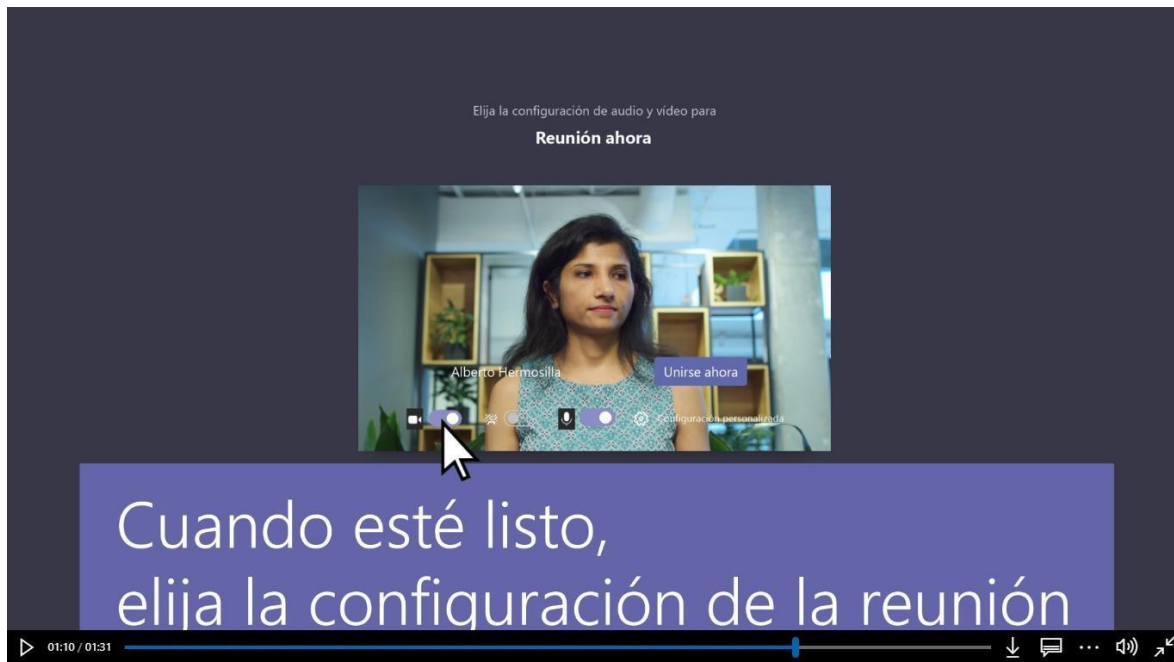 Elija la configuración de audio y vídeo para
Reunión ahora
Alberto Hermosilla
Unirse ahora
Configuración personalizada
Cuando esté listo,
elija la configuración de la reunión
01:10 / 01:31